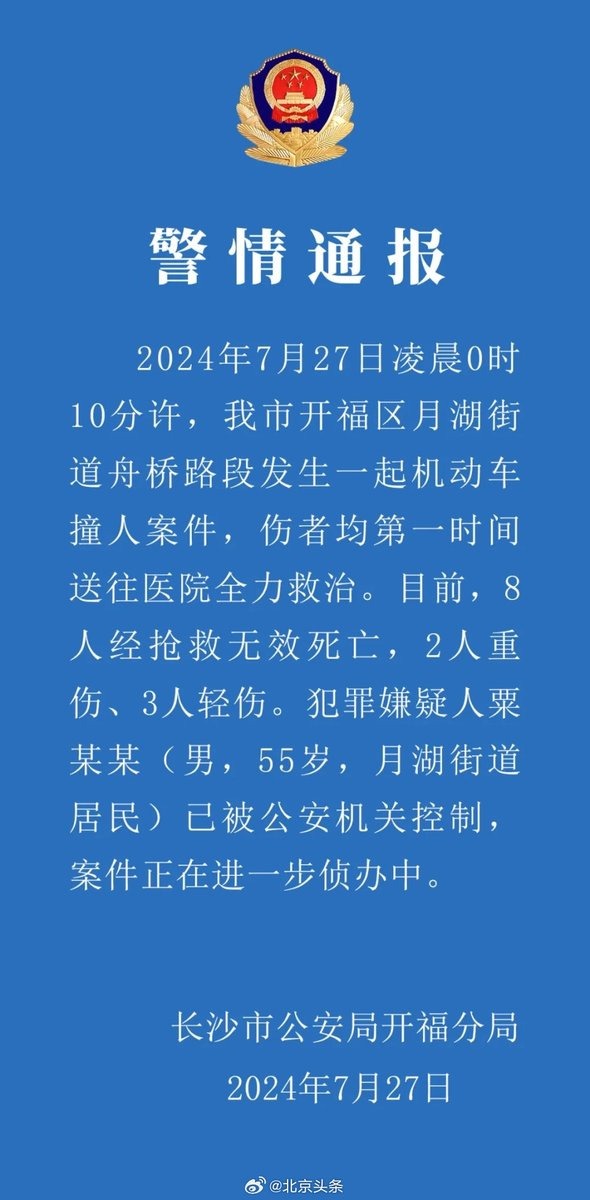 警情通报
2024年7月27日凌晨0时
10分许，我市开福区月湖街
道舟桥路段发生一起机动车
撞人案件，伤者均第一时间
送往医院全力救治。目前，8
人经抢救无效死亡，2人重
伤、3人轻伤。犯罪嫌疑人粟
某某（男，55岁，月湖街道
居民）已被公安机关控制，
案件正在进一步侦办中。
长沙市公安局开福分局
2024年7月27日
@北京头条